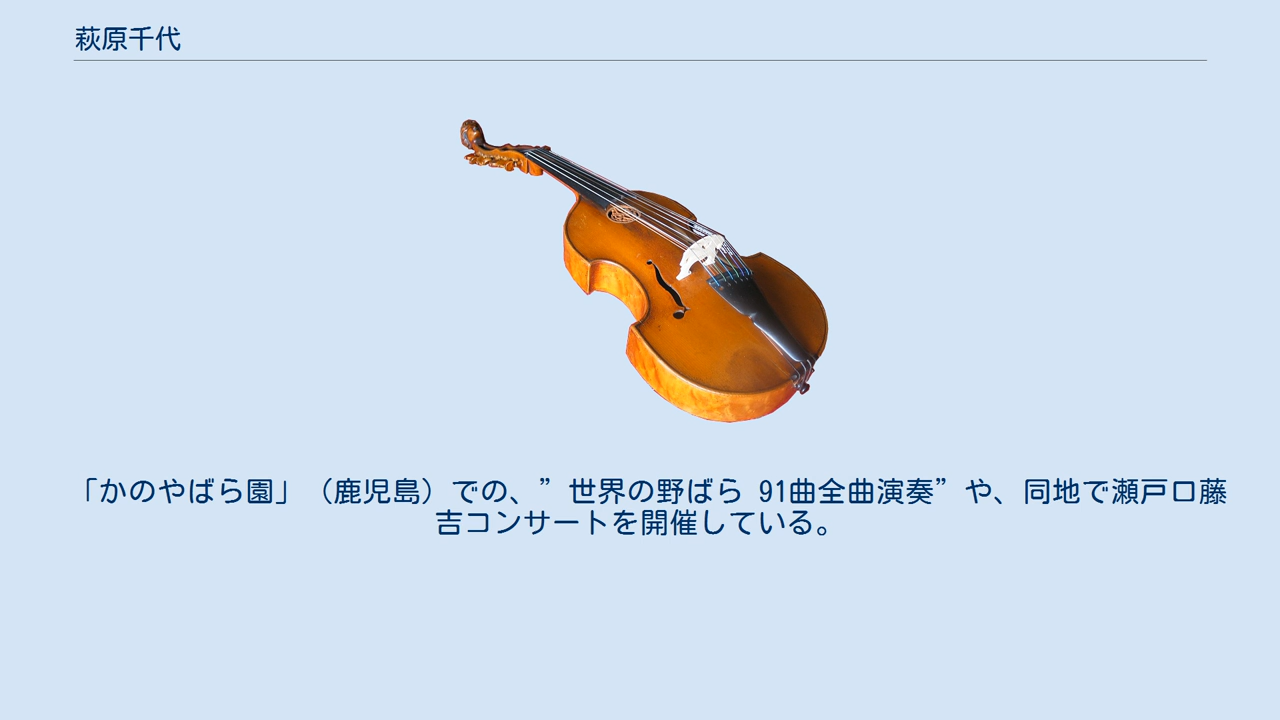 萩原千代
「かのやばら園」（鹿児島）での、”世界の野ばら 91曲全曲演奏”や、同地で瀬戸口藤
吉コンサートを開催している。